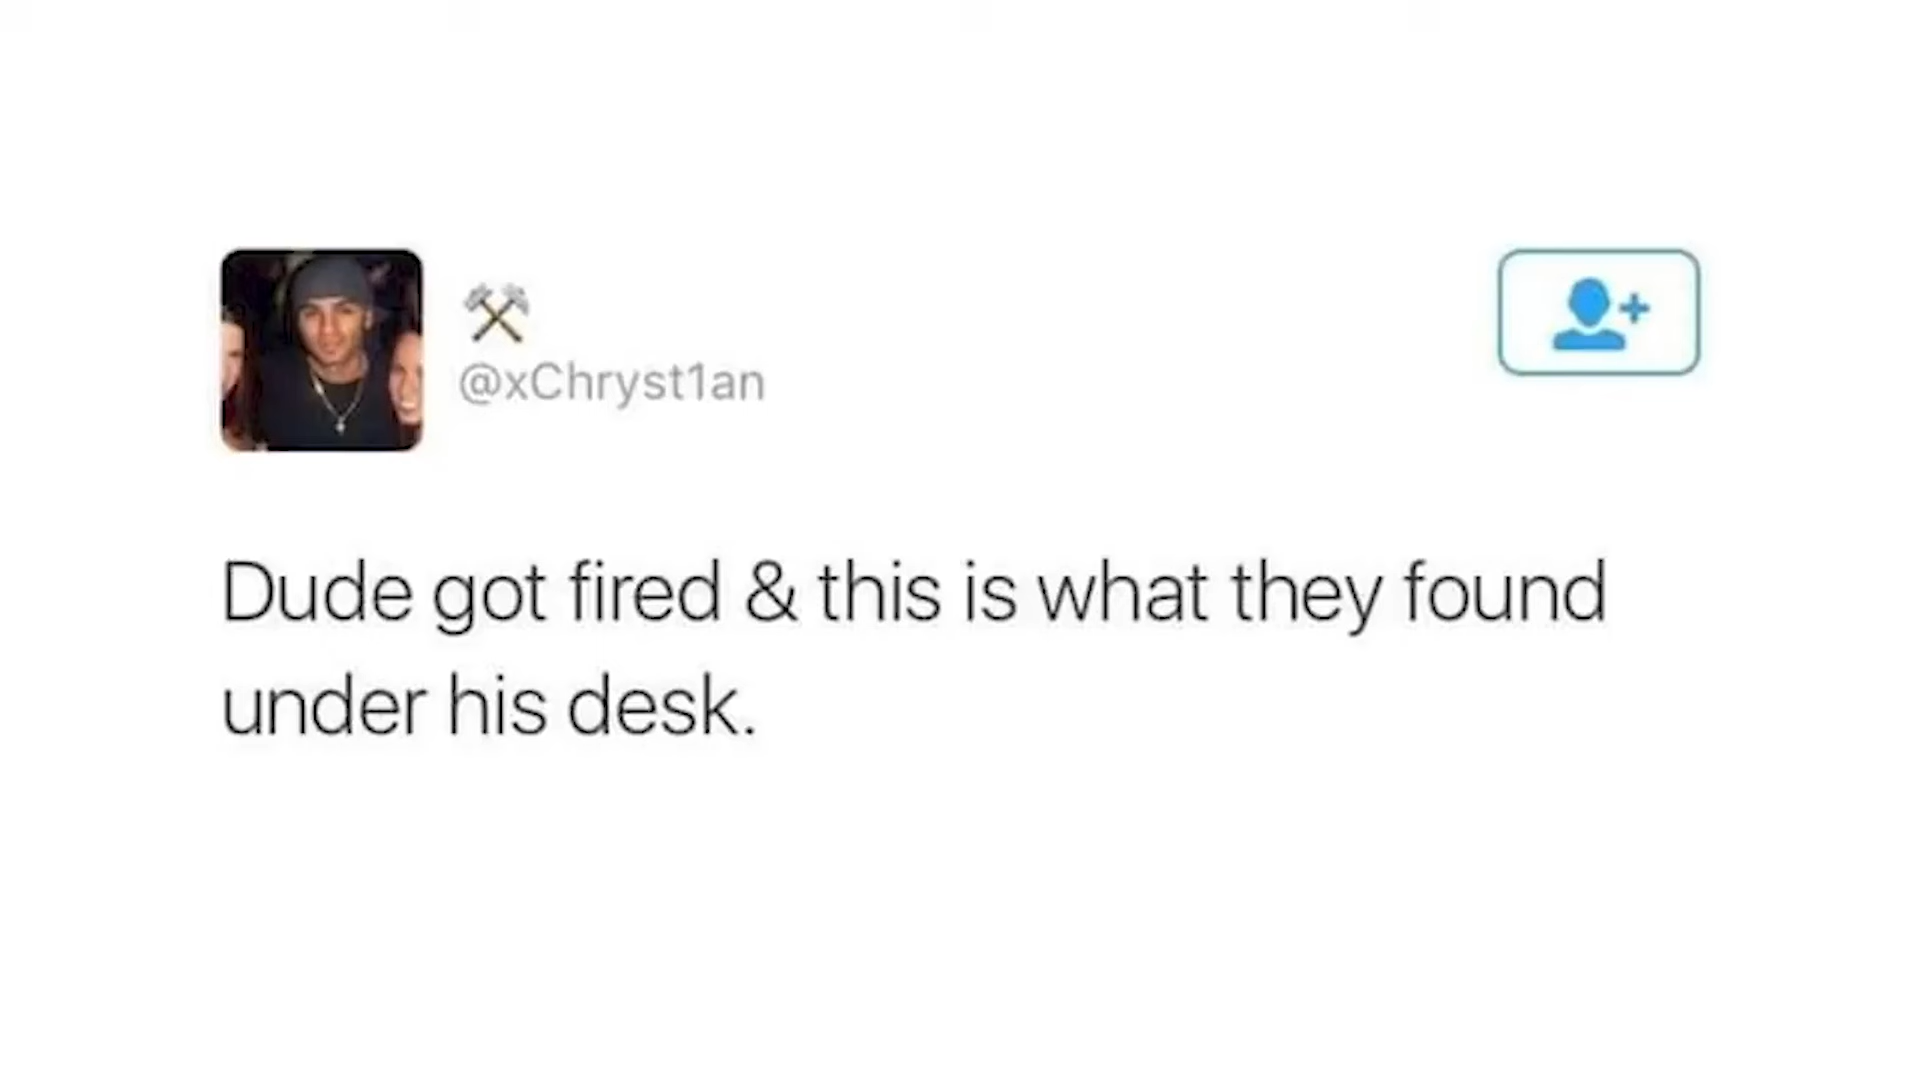 @xChryst1an
Dude got fired & this is what they found
under his desk.